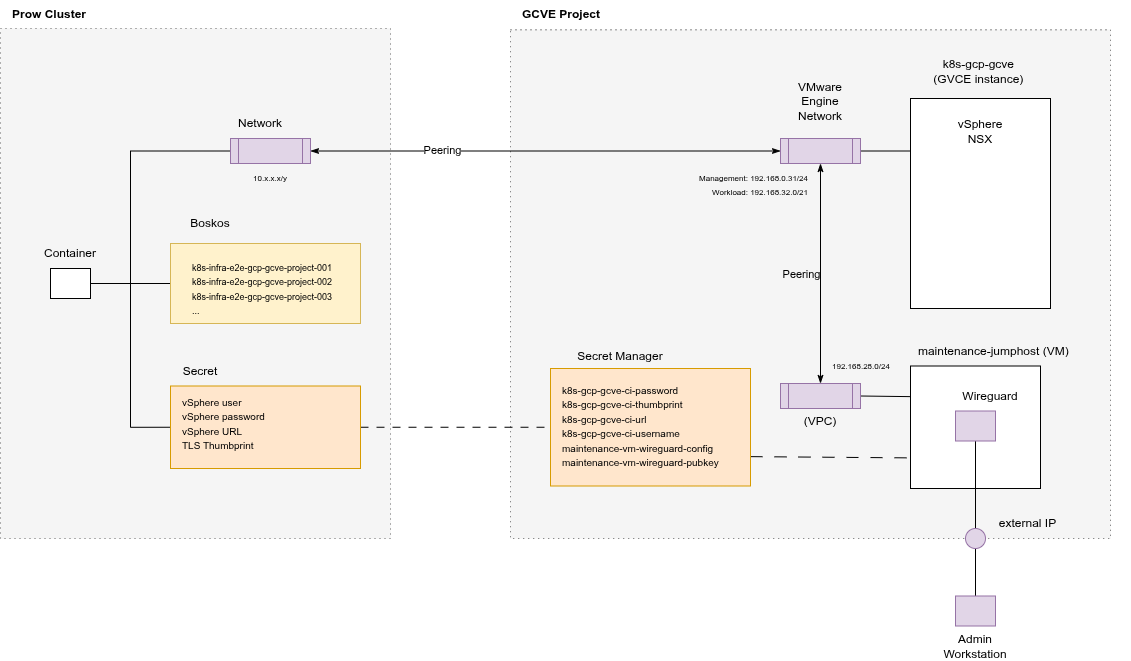 Prow Cluster
GCVE Project
Network
10.x.x.x/y
Boskos
k8s-infra-e2e-gcp-gcve-project-001
k8s-infra-e2e-gcp-gcve-project-002
k8s-infra-e2e-gcp-gcve-project-003
...
Container
Secret
vSphere user
vSphere password
vSphere URL
TLS Thumbprint
Peering
VMware
Engine
Network
Management: 192.168.0.31/24
Workload: 192.168.32.0/21
k8s-gcp-gcve
(GVCE instance)
vSphere
NSX
Peering
Secret Manager
k8s-gcp-gcve-ci-password
k8s-gcp-gcve-ci-thumbprint
k8s-gcp-gcve-ci-url
k8s-gcp-gcve-ci-username
maintenance-vm-wireguard-config
maintenance-vm-wireguard-pubkey
192.168.28.0/24
(VPC)
maintenance-jumphost (VM)
Wireguard
external IP
Admin
Workstation